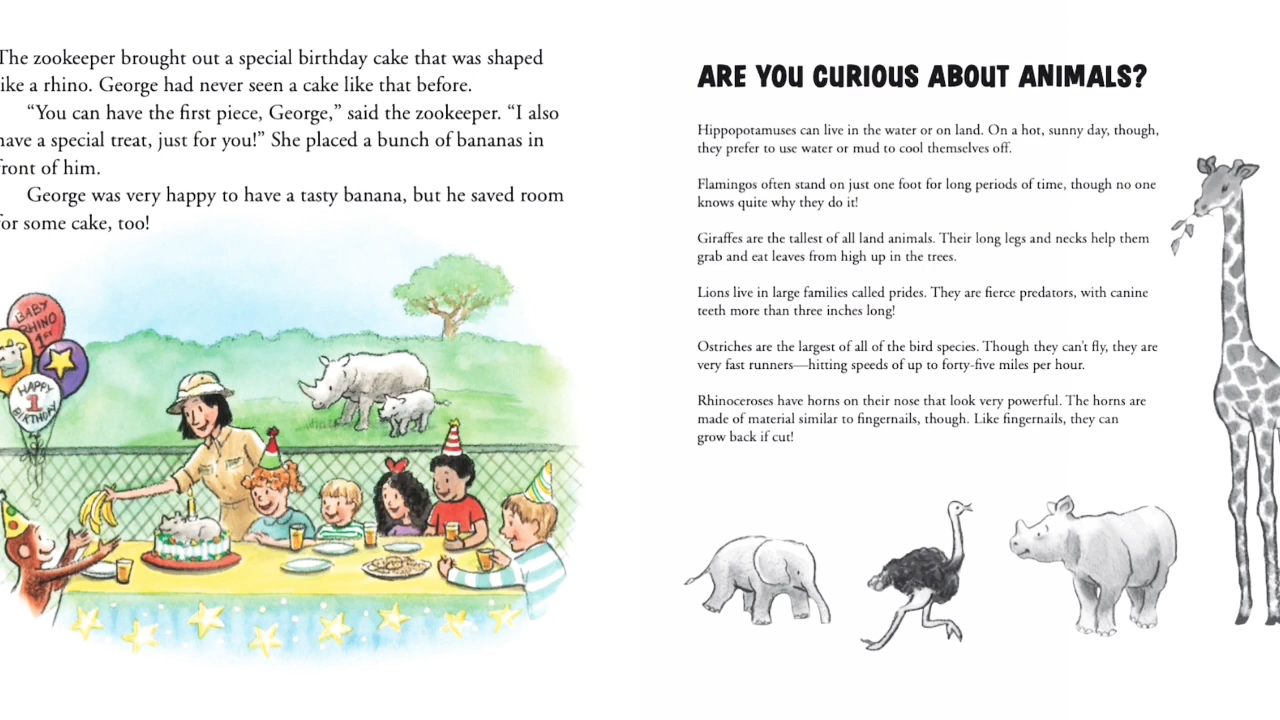 The zookeeper brought out a special birthday cake that was shaped
like a rhino. George had never seen a cake like that before.
“You can have the first piece, George,” said the zookeeper. “I also
have a special treat, just for you!” She placed a bunch of bananas in
front of him.
George was very happy to have a tasty banana, but he saved room
for some cake, too!
BABY
RHINO
1ST
HAPPY
1
BIRTHDAY
ARE YOU CURIOUS ABOUT ANIMALS?
Hippopotamuses can live in the water or on land. On a hot, sunny day, though,
they prefer to use water or mud to cool themselves off.
Flamingos often stand on just one foot for long periods of time, though no one
knows quite why they do it!
Giraffes are the tallest of all land animals. Their long legs and necks help them
grab and eat leaves from high up in the trees.
Lions live in large families called prides. They are fierce predators, with canine
teeth more than three inches long!
Ostriches are the largest of all of the bird species. Though they can't fly, they are
very fast runners—hitting speeds of up to forty-five miles per hour.
Rhinoceroses have horns on their nose that look very powerful. The horns are
made of material similar to fingernails, though. Like fingernails, they can
grow back if cut!